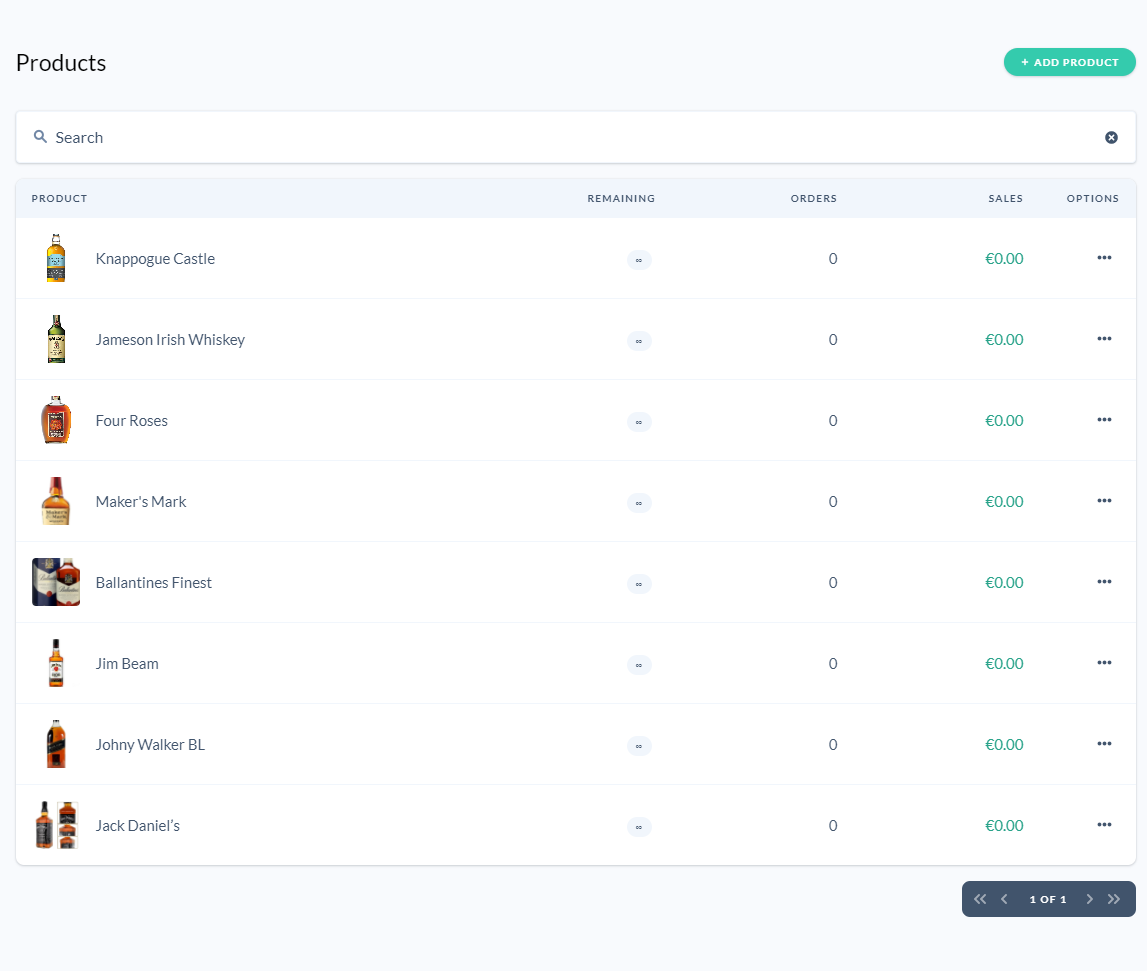 Products
+ ADD PRODUCT
Search
PRODUCT REMAINING ORDERS SALES OPTIONS
Knappogue Castle ∞ 0 €0.00
Jameson Irish Whiskey ∞ 0 €0.00
Four Roses ∞ 0 €0.00
Maker's Mark ∞ 0 €0.00
Ballantines Finest ∞ 0 €0.00
Jim Beam ∞ 0 €0.00
Johny Walker BL ∞ 0 €0.00
Jack Daniel’s ∞ 0 €0.00
1 OF 1